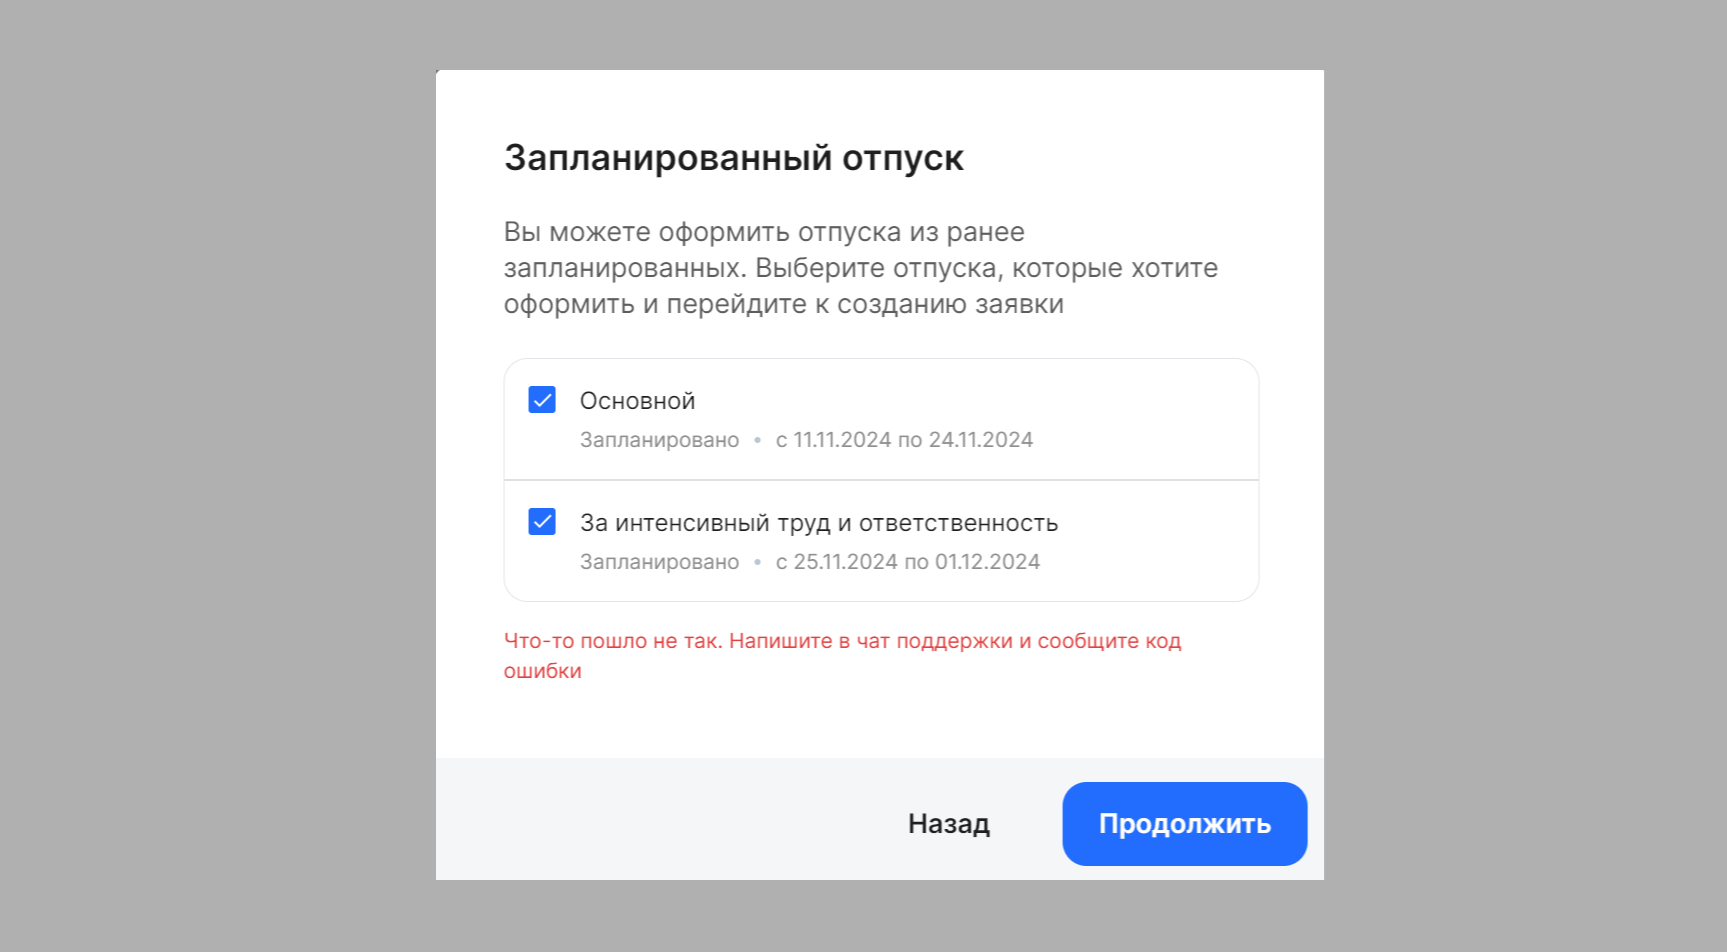 Запланированный отпуск
Вы можете оформить отпуска из ранее
запланированных. Выберите отпуска, которые хотите
оформить и перейдите к созданию заявки
Основной
Запланировано • с 11.11.2024 по 24.11.2024
За интенсивный труд и ответственность
Запланировано • с 25.11.2024 по 01.12.2024
Что-то пошло не так. Напишите в чат поддержки и сообщите код
ошибки
Назад Продолжить